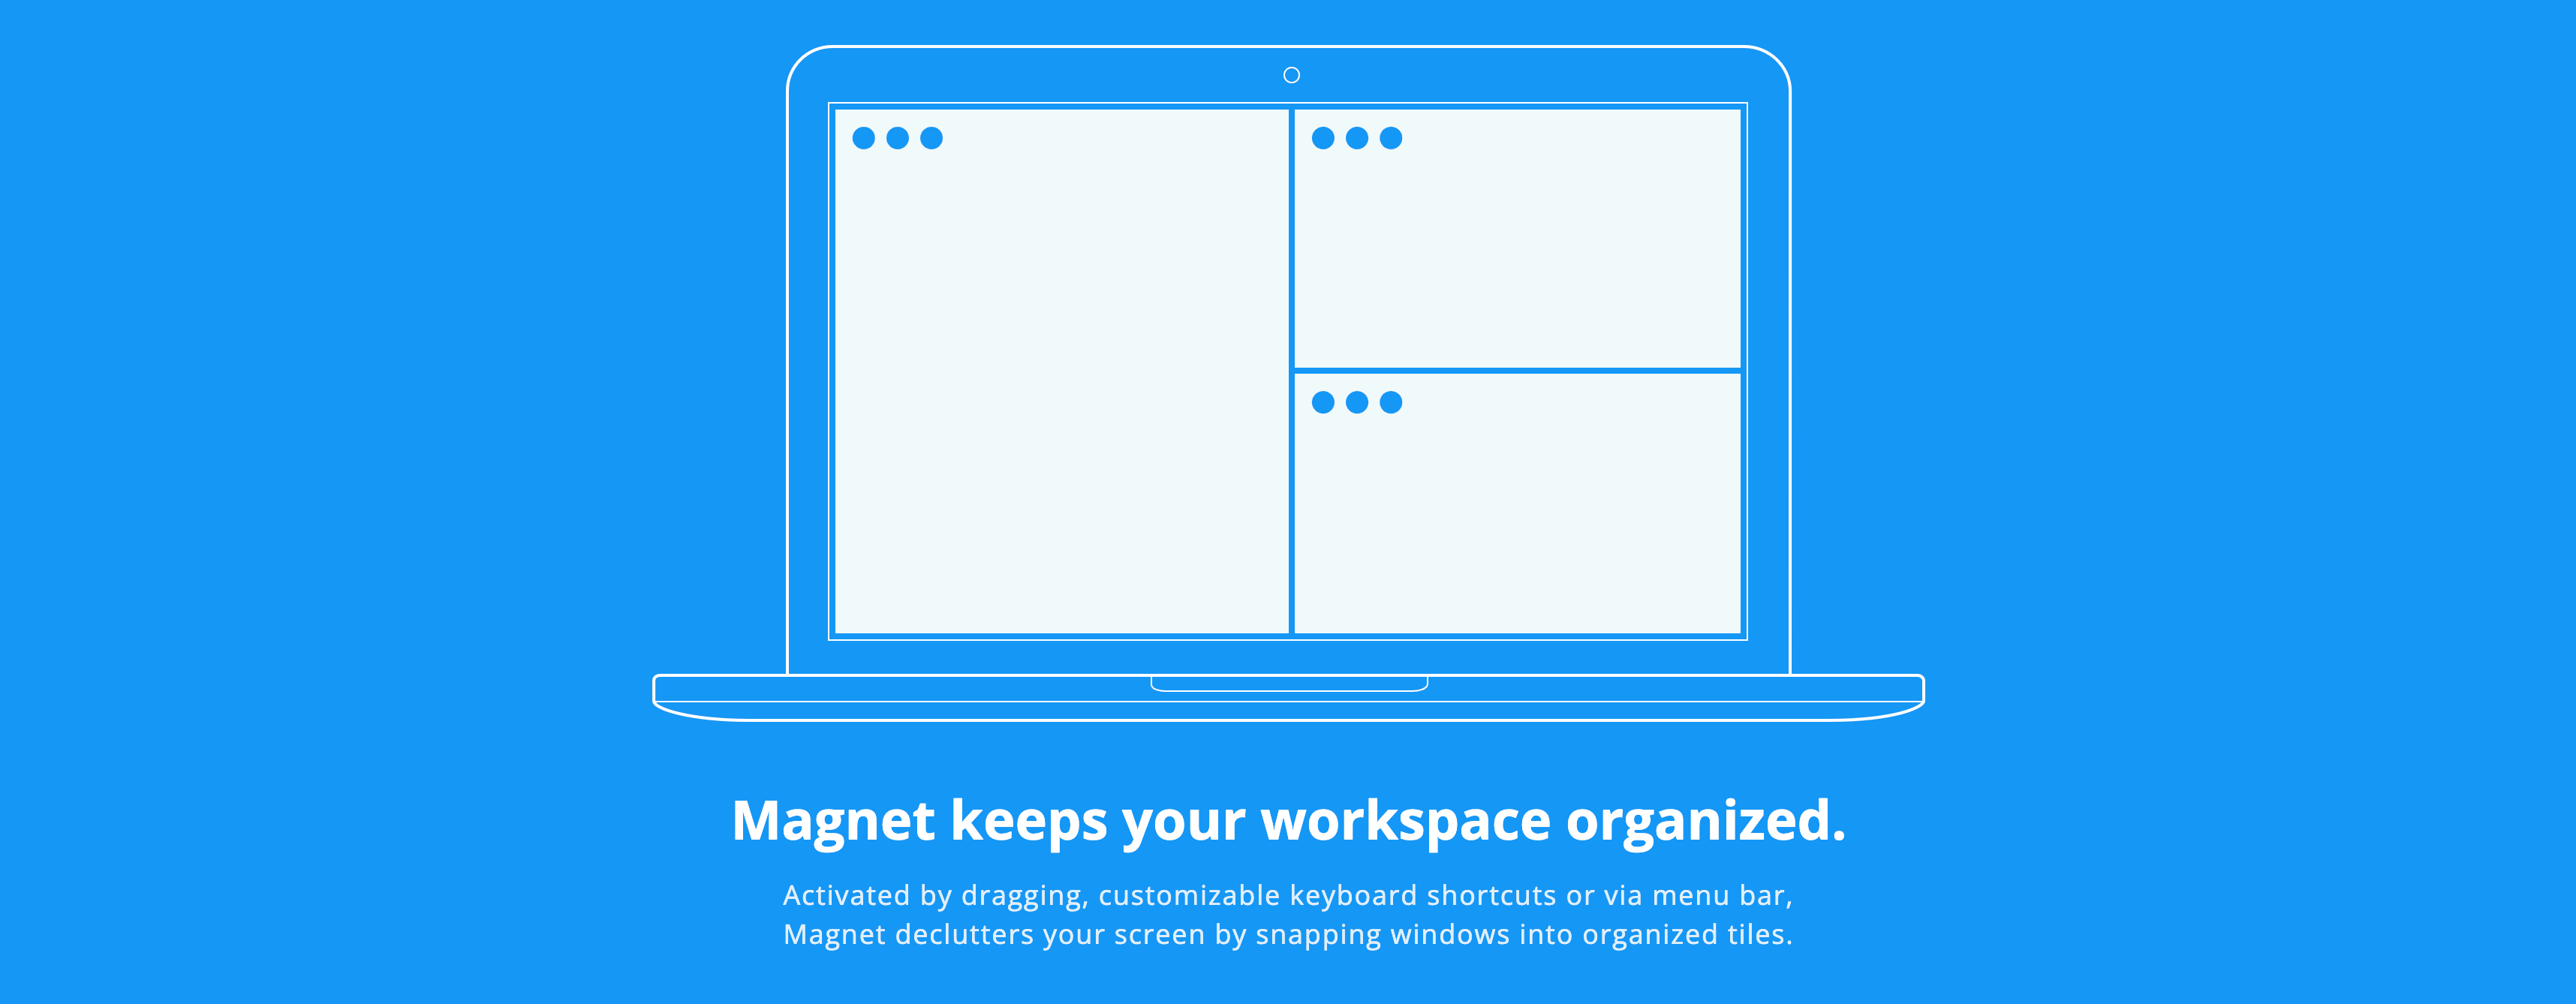 Magnet keeps your workspace organized.
Activated by dragging, customizable keyboard shortcuts or via menu bar,
Magnet declutters your screen by snapping windows into organized tiles.